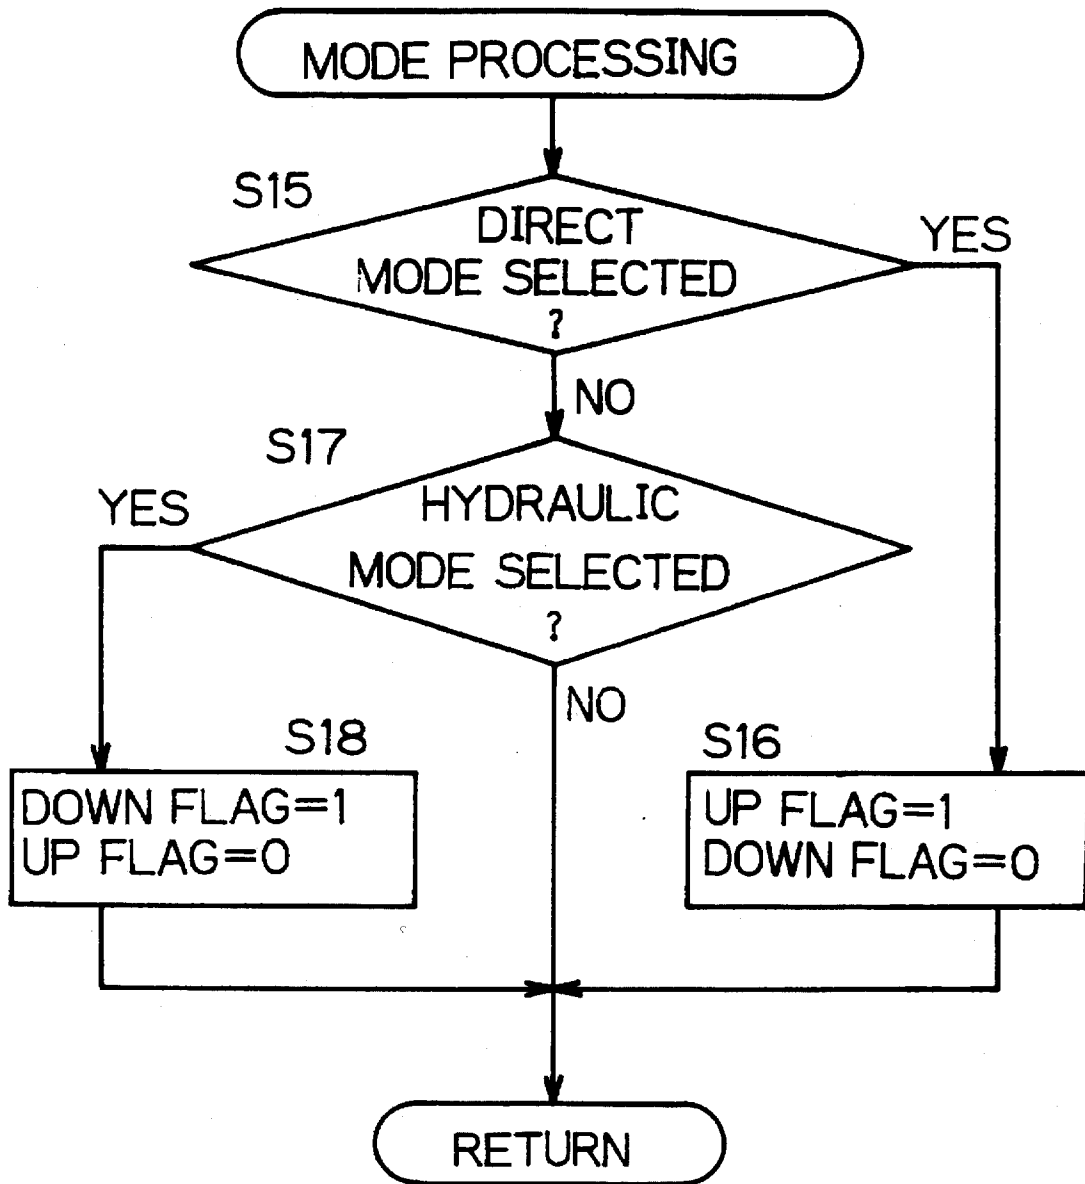 MODE PROCESSING
S15
DIRECT
MODE SELECTED
?
YES
NO
S17
HYDRAULIC
MODE SELECTED
?
YES
NO
S18
DOWN FLAG=1
UP FLAG=0
S16
UP FLAG=1
DOWN FLAG=0
RETURN